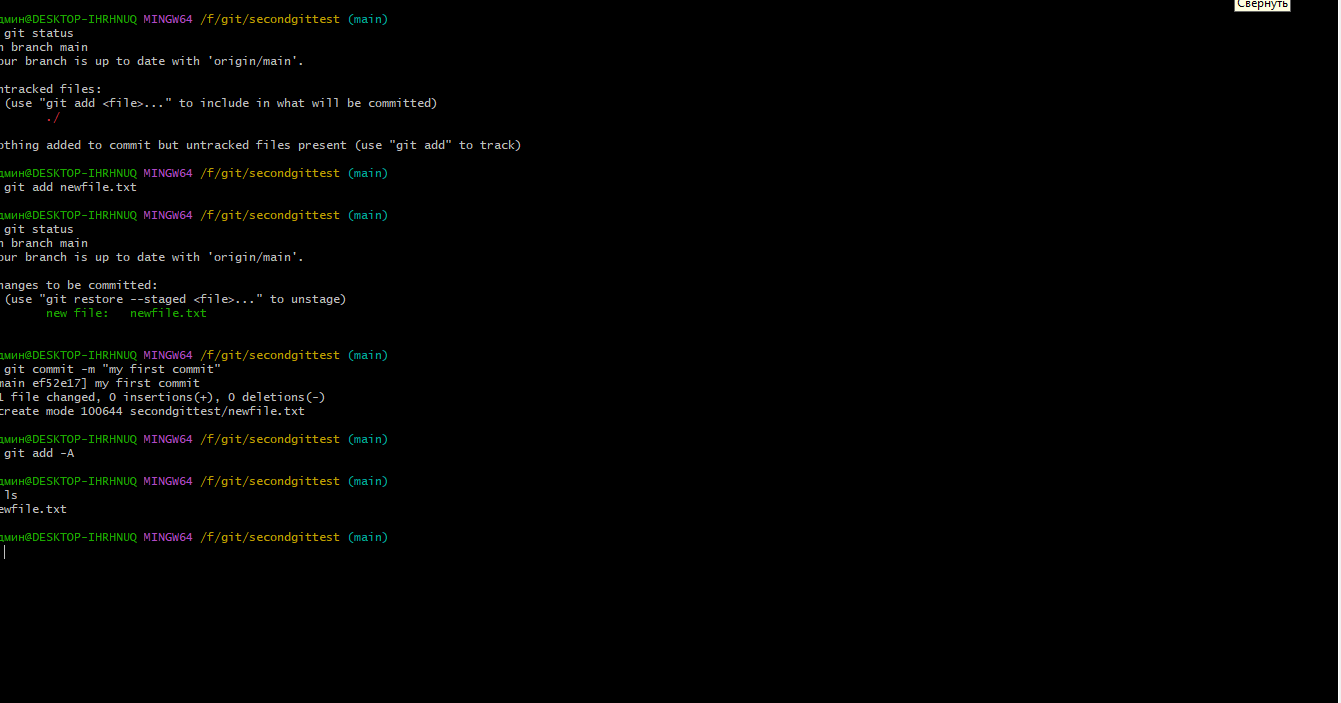 Свернуть
дмин@DESKTOP-IHRHNUQ MINGW64 /f/git/secondgittest (main)
git status
n branch main
our branch is up to date with 'origin/main'.
ntracked files:
(use "git add <file>..." to include in what will be committed)
./
othing added to commit but untracked files present (use "git add" to track)
дмин@DESKTOP-IHRHNUQ MINGW64 /f/git/secondgittest (main)
git add newfile.txt
дмин@DESKTOP-IHRHNUQ MINGW64 /f/git/secondgittest (main)
git status
n branch main
our branch is up to date with 'origin/main'.
hanges to be committed:
(use "git restore --staged <file>..." to unstage)
new file:   newfile.txt
дмин@DESKTOP-IHRHNUQ MINGW64 /f/git/secondgittest (main)
git commit -m "my first commit"
main ef52e17] my first commit
1 file changed, 0 insertions(+), 0 deletions(-)
create mode 100644 secondgittest/newfile.txt
дмин@DESKTOP-IHRHNUQ MINGW64 /f/git/secondgittest (main)
git add -A
дмин@DESKTOP-IHRHNUQ MINGW64 /f/git/secondgittest (main)
ls
ewfile.txt
дмин@DESKTOP-IHRHNUQ MINGW64 /f/git/secondgittest (main)